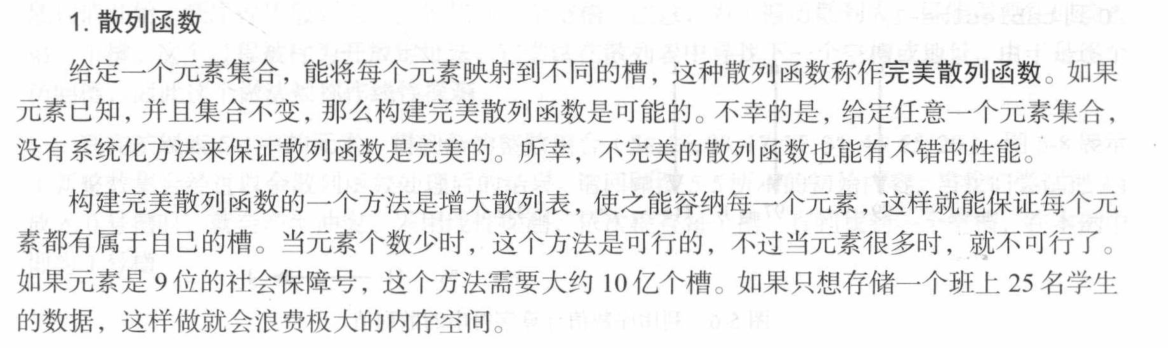 1. 散列函数
给定一个元素集合，能将每个元素映射到不同的槽，这种散列函数称作完美散列函数。如果
元素已知，并且集合不变，那么构建完美散列函数是可能的。不幸的是，给定任意一个元素集合，
没有系统化方法来保证散列函数是完美的。所幸，不完美的散列函数也能有不错的性能。
构建完美散列函数的一个方法是增大散列表，使之能容纳每一个元素，这样就能保证每个元
素都有属于自己的槽。当元素个数少时，这个方法是可行的，不过当元素很多时，就不可行了。
如果元素是 9 位的社会保障号，这个方法需要大约 10 亿个槽。如果只想存储一个班上 25 名学生
的数据，这样做就会浪费极大的内存空间。